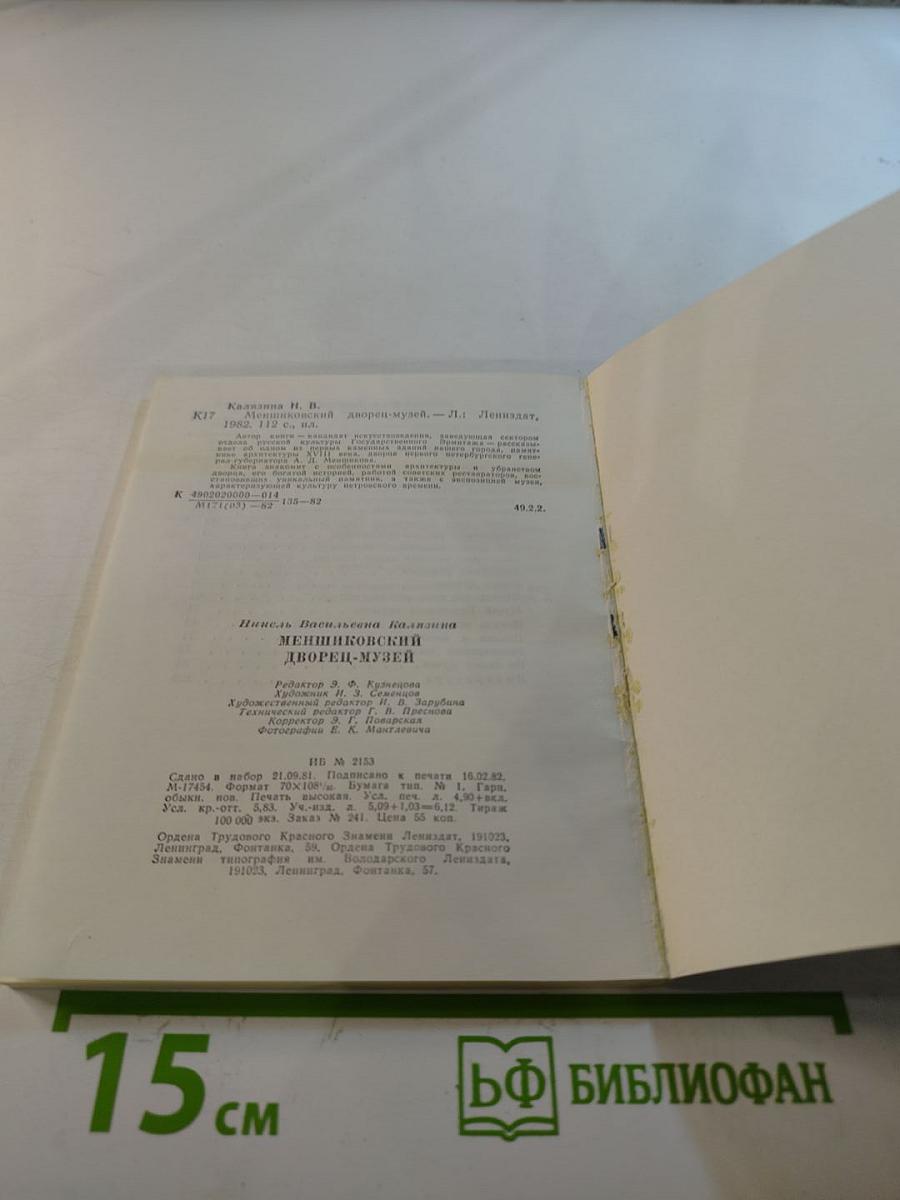 Калязина Н. В.
К17 Меншиковский дворец-музей. — Л.: Лениздат,
1982. 112 с., ил.
Автор книги — кандидат искусствоведения, заведующая сектором
отдела русской культуры Государственного Эрмитажа — рассказы-
вает об одном из первых каменных зданий нашего города, памят-
нике архитектуры XVIII века, дворце первого петербургского гене-
рал-губернатора А. Д. Меншикова.
Книга знакомит с особенностями архитектуры и убранством
дворца, его богатой историей, работой советских реставраторов, вос-
становивших уникальный памятник, а также с экспозицией музея,
характеризующей культуру петровского времени.
К 4902020000—014
М171(03)—82 135—82
49.2.2.
Нинель Васильевна Калязина
МЕНШИКОВСКИЙ
ДВОРЕЦ-МУЗЕЙ
Редактор Э. Ф. Кузнецова
Художник И. З. Семенцов
Художественный редактор И. В. Зарубина
Технический редактор Г. В. Преснова
Корректор Э. Г. Поварская
Фотографии Е. К. Мантлевича
ИБ № 2153
Сдано в набор 21.09.81. Подписано к печати 16.02.82.
М-17454. Формат 70×108¹/₃₂. Бумага тип. № 1. Гарн.
обыкн. нов. Печать высокая. Усл. печ. л. 4,90+вкл.
Усл. кр.-отт. 5,83. Уч.-изд. л. 5,09+1,03=6,12. Тираж
100 000 экз. Заказ № 241. Цена 55 коп.
Ордена Трудового Красного Знамени Лениздат, 191023,
Ленинград, Фонтанка, 59. Ордена Трудового Красного
Знамени типография им. Володарского Лениздата,
191023, Ленинград, Фонтанка, 57.
15 см
БФ БИБЛИОФАН